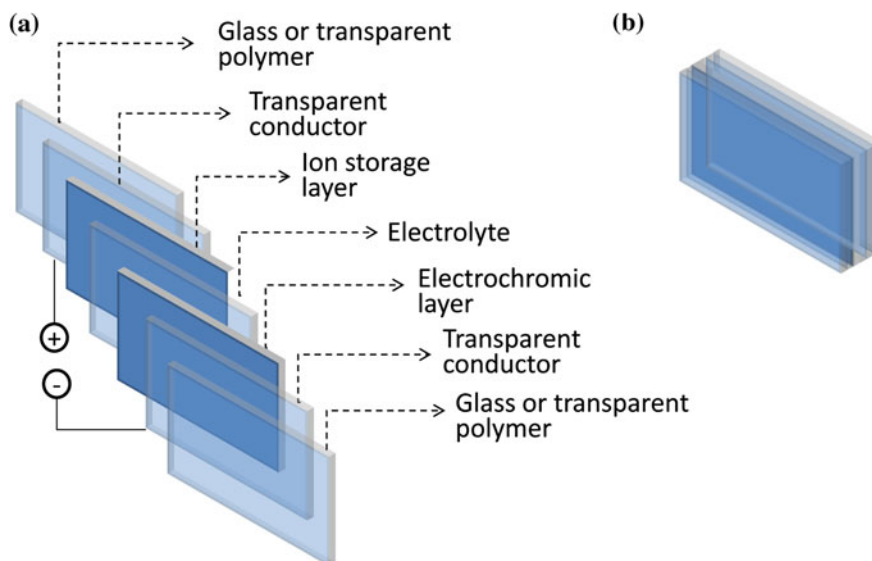 (a)
Glass or transparent
polymer
Transparent
conductor
Ion storage
layer
Electrolyte
Electrochromic
layer
Transparent
conductor
Glass or transparent
polymer
+
-
(b)